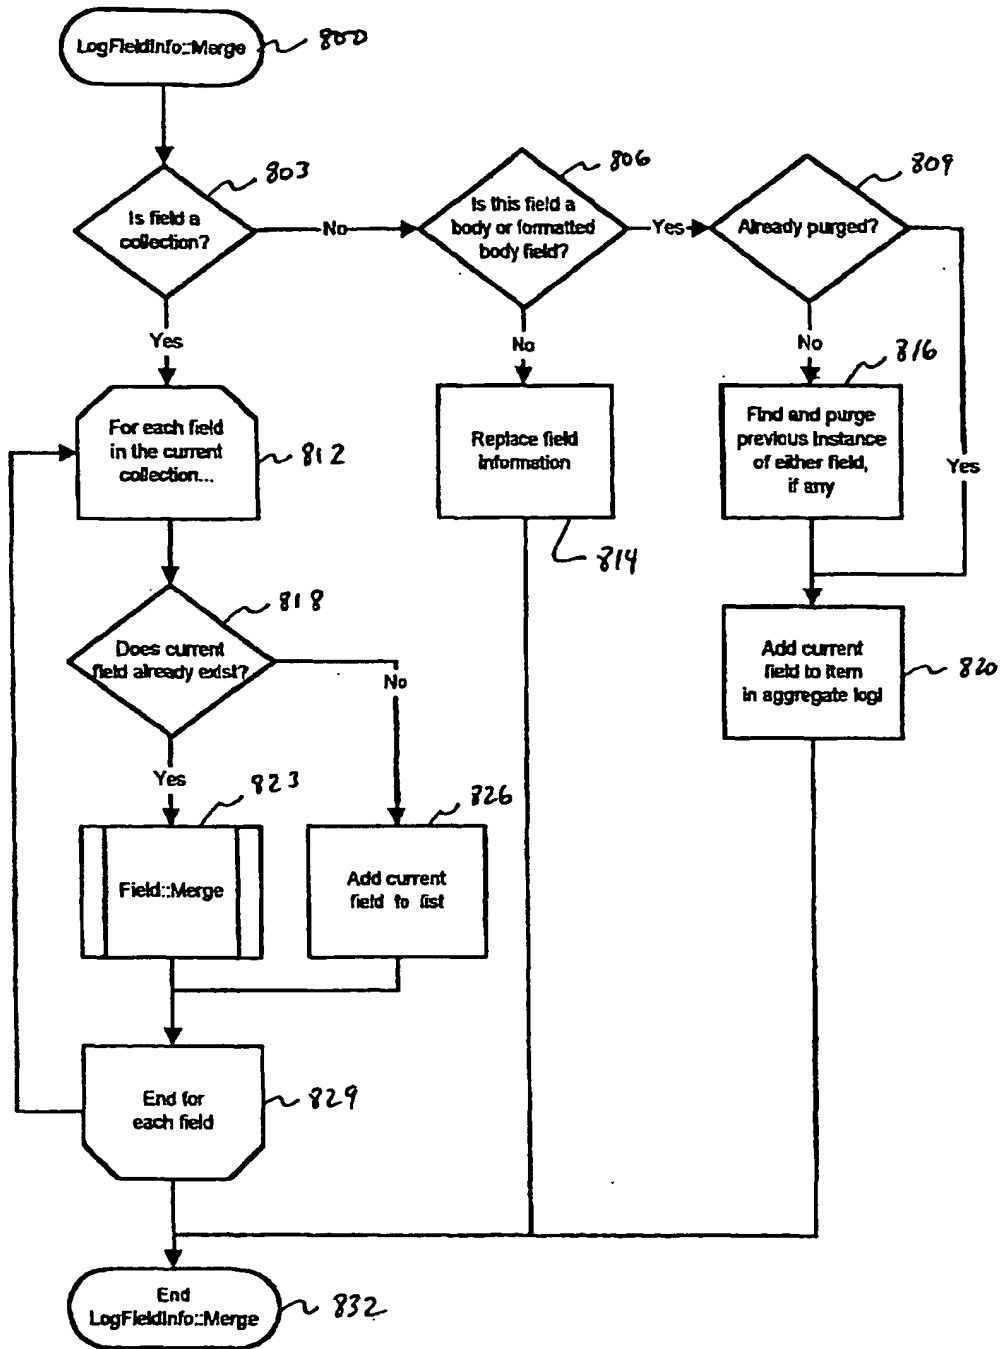 LogFieldInfo::Merge
800
803
Is field a
collection?
No
806
Is this field a
body or formatted
body field?
Yes
809
Already purged?
Yes
No
No
816
For each field
in the current
collection...
812
Replace field
information
814
Find and purge
previous instance
of either field,
if any
Yes
818
Does current
field already exist?
No
Add current
field to item
in aggregate logl
820
Yes
823
826
Field::Merge
Add current
field to list
End for
each field
829
End
LogFieldInfo::Merge
832